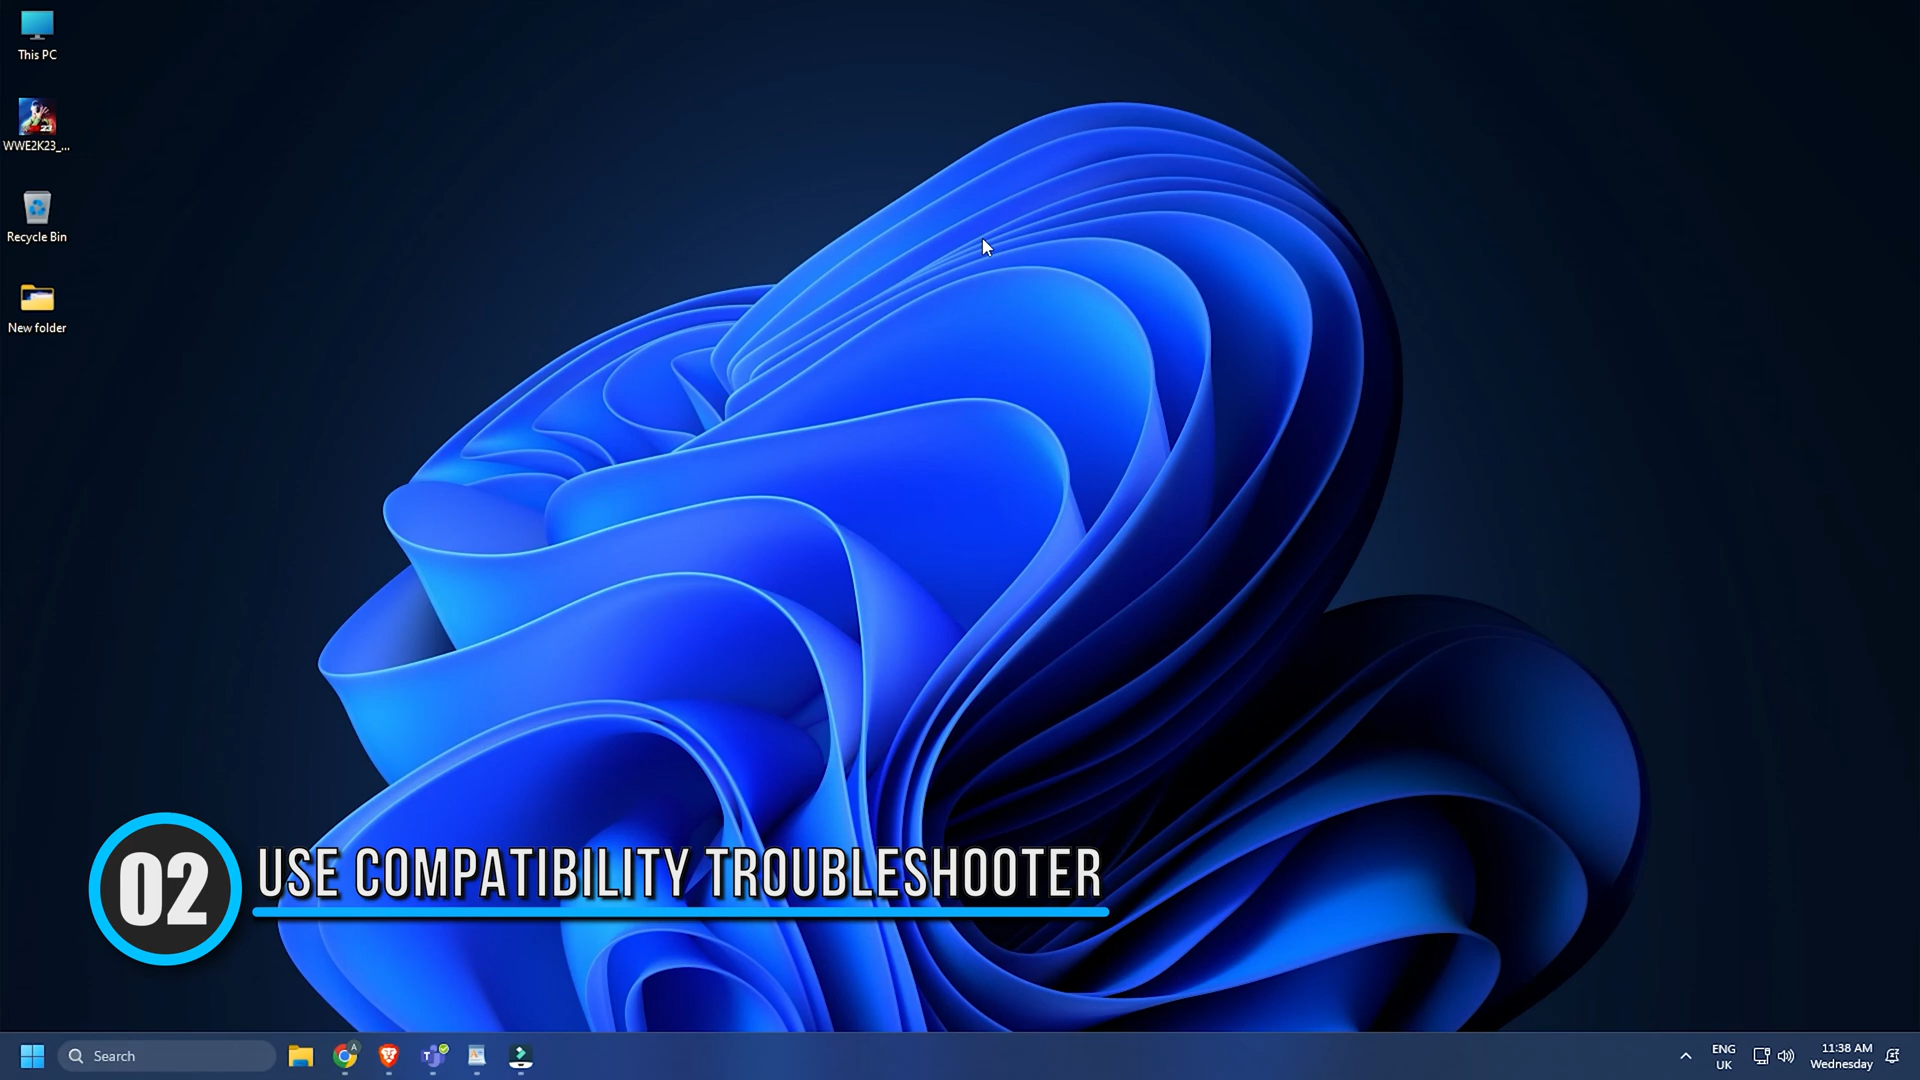 This PC
WWE2K23_...
Recycle Bin
New folder
02
USE COMPATIBILITY TROUBLESHOOTER
Search
A
T
ENG
UK
11:38 AM
Wednesday